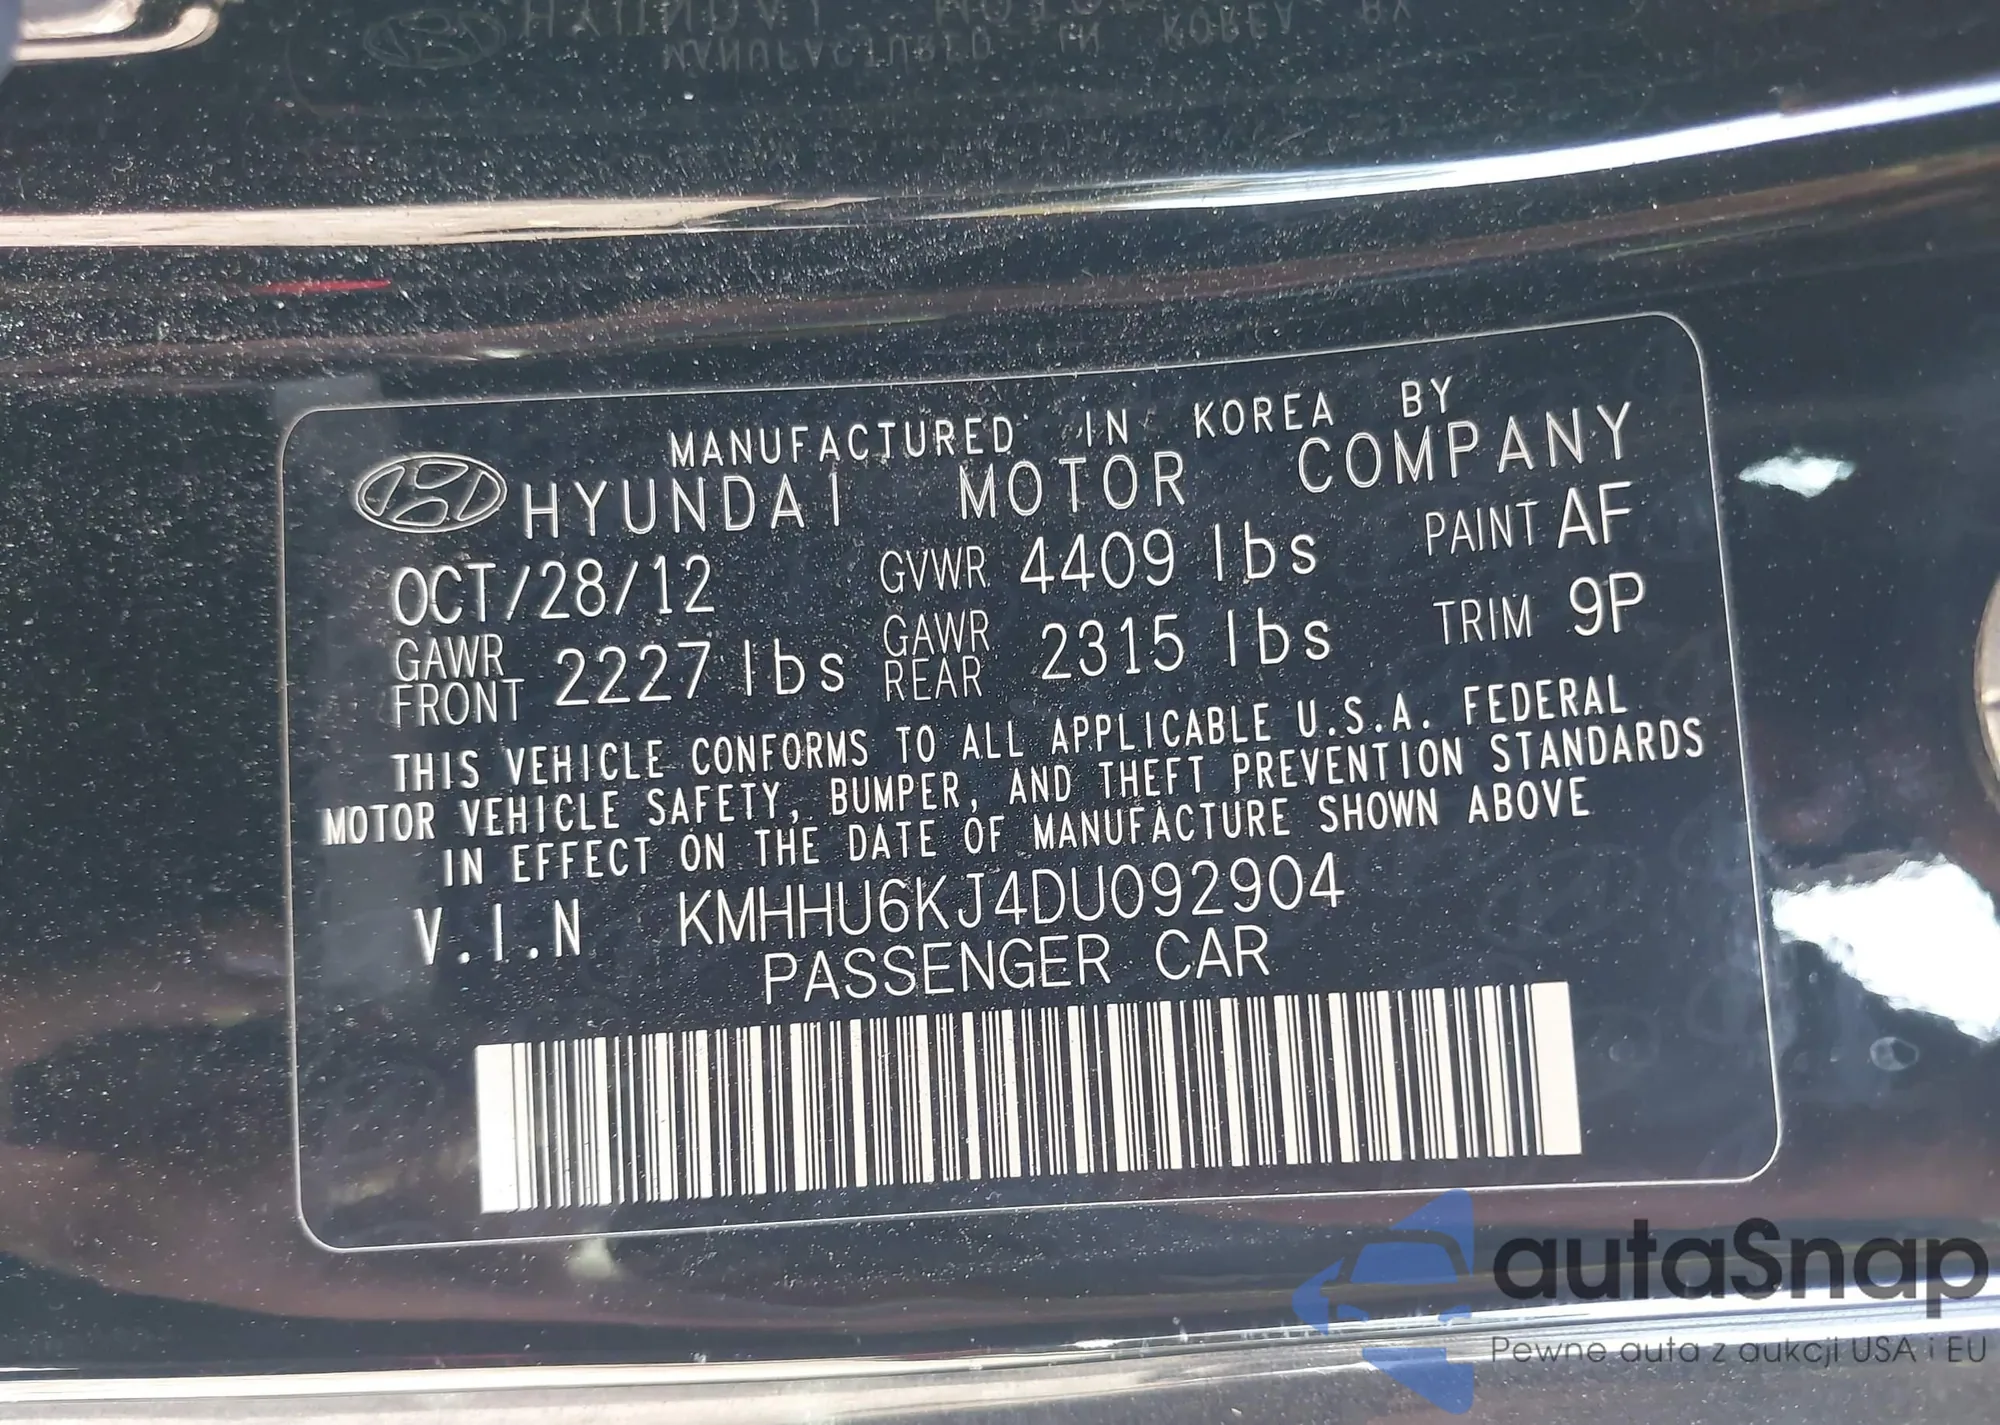 MANUFACTURED IN KOREA BY
HYUNDAI MOTOR COMPANY
OCT/28/12 GVWR 4409 lbs PAINT AF
GAWR FRONT 2227 lbs GAWR REAR 2315 lbs TRIM 9P
THIS VEHICLE CONFORMS TO ALL APPLICABLE U.S.A. FEDERAL
MOTOR VEHICLE SAFETY, BUMPER, AND THEFT PREVENTION STANDARDS
IN EFFECT ON THE DATE OF MANUFACTURE SHOWN ABOVE
V.I.N KMHHU6KJ4DU092904
PASSENGER CAR
autaSnap
Pewne auta z aukcji USA i EU